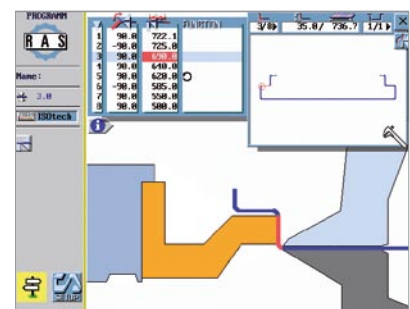 PROGRAMM
RAS
Name:
3.0
ISOtech
FUNKTION
1 90.0 722.1
2 -90.0 725.0
3 90.0 690.0
4 90.0 640.0
5 90.0 620.0
6 -90.0 585.0
7 90.0 550.0
8 90.0 500.0
3/8 35.0/ 736.7 1/1